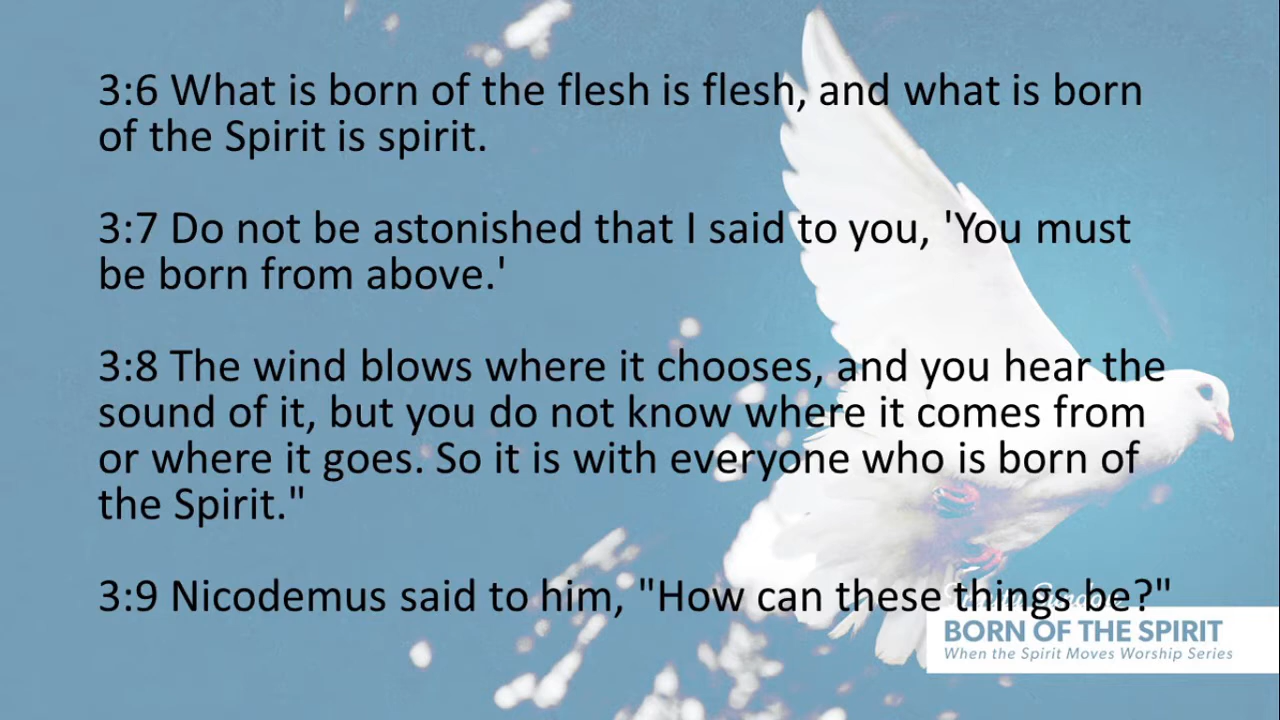 3:6 What is born of the flesh is flesh, and what is born
of the Spirit is spirit.
3:7 Do not be astonished that I said to you, 'You must
be born from above.'
3:8 The wind blows where it chooses, and you hear the
sound of it, but you do not know where it comes from
or where it goes. So it is with everyone who is born of
the Spirit."
3:9 Nicodemus said to him, "How can these things be?"
BORN OF THE SPIRIT
When the Spirit Moves Worship Series